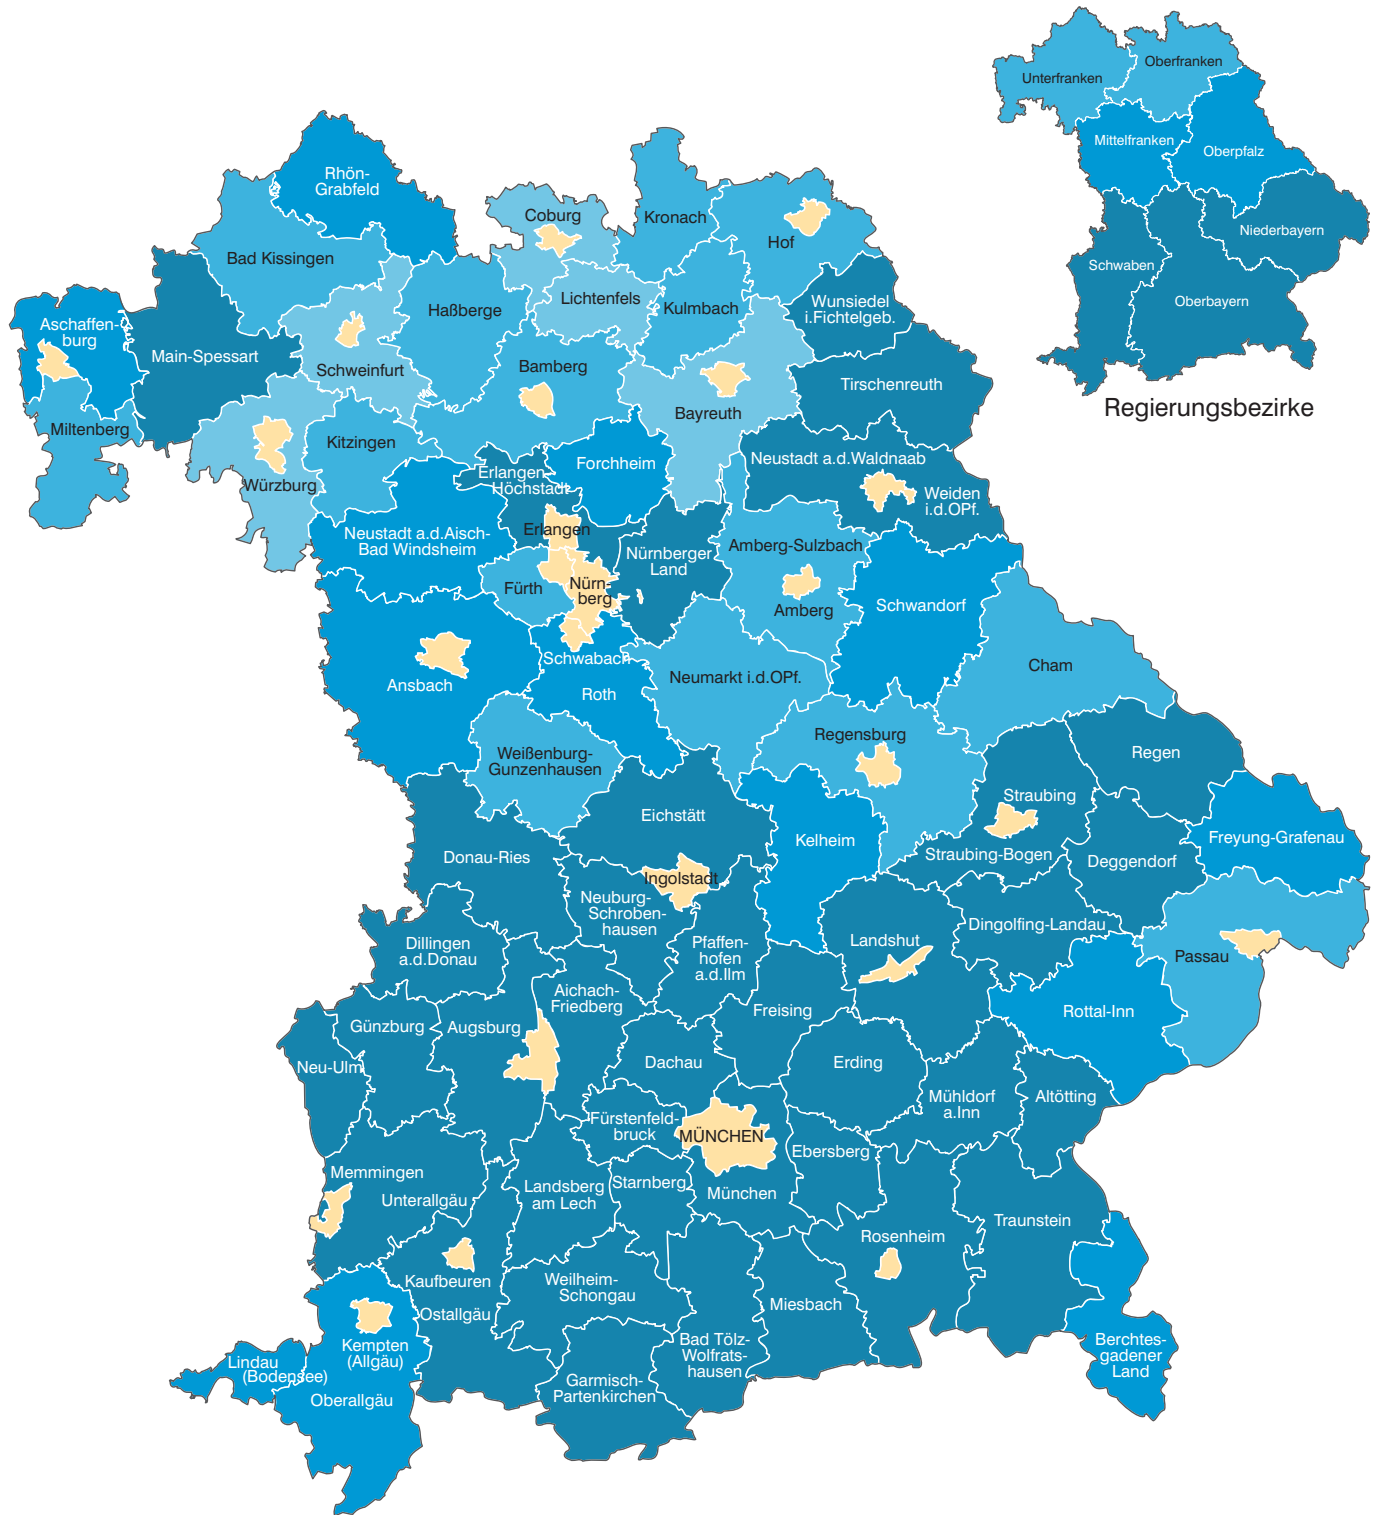 Unterfranken
Oberfranken
Mittelfranken
Oberpfalz
Niederbayern
Schwaben
Oberbayern
Regierungsbezirke
Rhön-
Grabfeld
Coburg
Kronach
Hof
Bad Kissingen
Haßberge
Lichtenfels
Kulmbach
Wunsiedel
i.Fichtelgeb.
Aschaffen-
burg
Main-Spessart
Schweinfurt
Bamberg
Bayreuth
Tirschenreuth
Miltenberg
Kitzingen
Würzburg
Erlangen-
Höchstadt
Forchheim
Neustadt a.d.Waldnaab
Weiden
i.d.OPf.
Neustadt a.d.Aisch-
Bad Windsheim
Erlangen
Nürnberger
Land
Amberg-Sulzbach
Fürth
Nürn-
berg
Amberg
Schwandorf
Ansbach
Schwabach
Roth
Neumarkt i.d.OPf.
Cham
Weißenburg-
Gunzenhausen
Regensburg
Regen
Eichstätt
Kelheim
Straubing
Straubing-Bogen
Deggendorf
Freyung-Grafenau
Donau-Ries
Ingolstadt
Neuburg-
Schroben-
hausen
Dillingen
a.d.Donau
Pfaffen-
hofen
a.d.Ilm
Landshut
Dingolfing-Landau
Passau
Rottal-Inn
Aichach-
Friedberg
Freising
Günzburg
Augsburg
Neu-Ulm
Dachau
Erding
Mühldorf
a.Inn
Altötting
Fürstenfeld-
bruck
MÜNCHEN
Ebersberg
Memmingen
Unterallgäu
Landsberg
am Lech
Starnberg
München
Traunstein
Rosenheim
Kaufbeuren
Ostallgäu
Weilheim-
Schongau
Miesbach
Bad Tölz-
Wolfrats-
hausen
Berchtes-
gadener
Land
Kempten
(Allgäu)
Lindau
(Bodensee)
Oberallgäu
Garmisch-
Partenkirchen